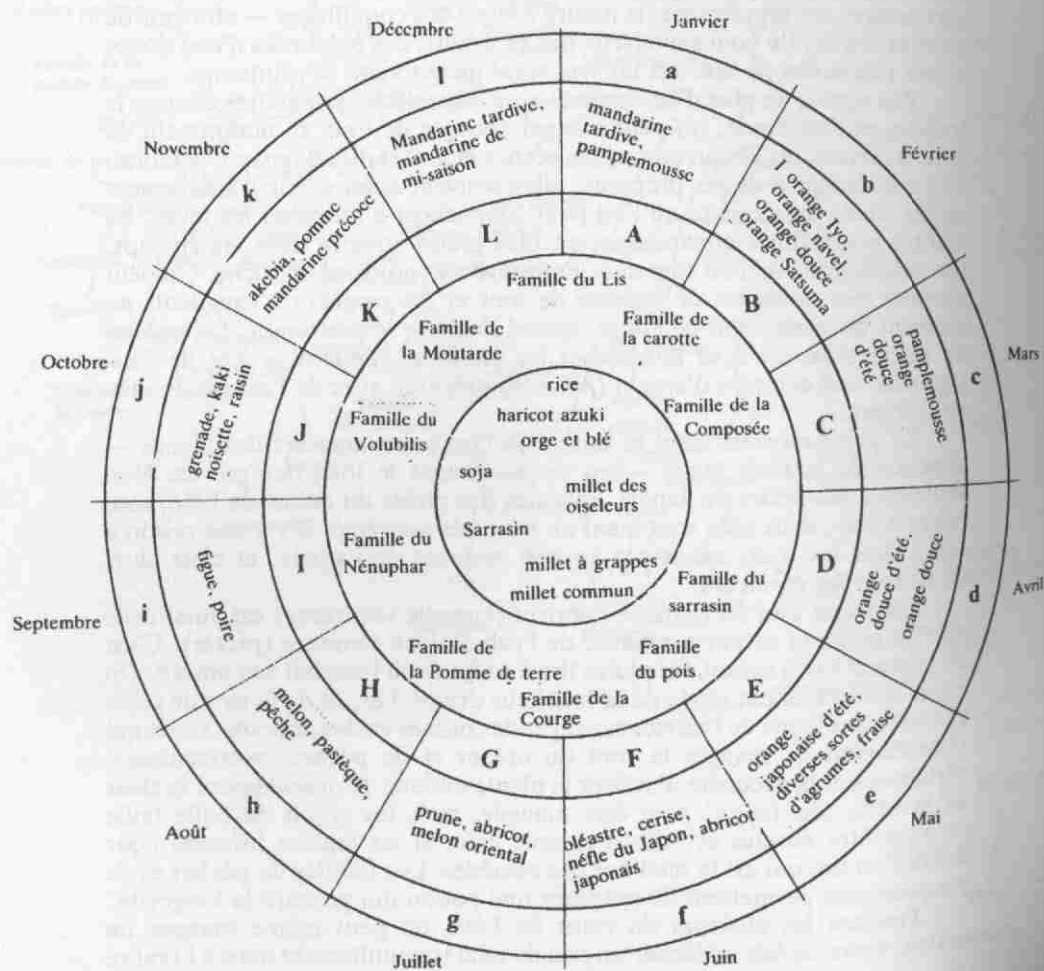 Décembre
Janvier
Novembre
Février
Octobre
Mars
Septembre
Avril
Août
Mai
Juillet
Juin
l
a
k
b
j
c
i
d
h
e
g
f
Mandarine tardive,
mandarine de
mi-saison
mandarine
tardive,
pamplemousse
orange Iyo,
orange navel,
orange douce
orange Satsuma
pamplemousse
orange
douce
d'été
orange
douce d'été.
orange douce
orange
japonaise d'été,
diverses sortes
d'agrumes, fraise
oléastre, cerise,
néfle du Japon, abricot
japonais
prune, abricot,
melon oriental
melon, pastèque
pêche
figue, poire
grenade, kaki
noisette, raisin
akebia, pomme
mandarine précoce
L
A
K
B
J
C
I
D
H
E
G
F
Famille du Lis
Famille de
la carotte
Famille de la
Composée
Famille du
sarrasin
Famille
du pois
Famille de la
Courge
Famille de
la Pomme de terre
Famille du
Nénuphar
Famille du
Volubilis
Famille de
la Moutarde
rice
haricot azuki
orge et blé
soja
millet des
oiseleurs
Sarrasin
millet à grappes
millet commun